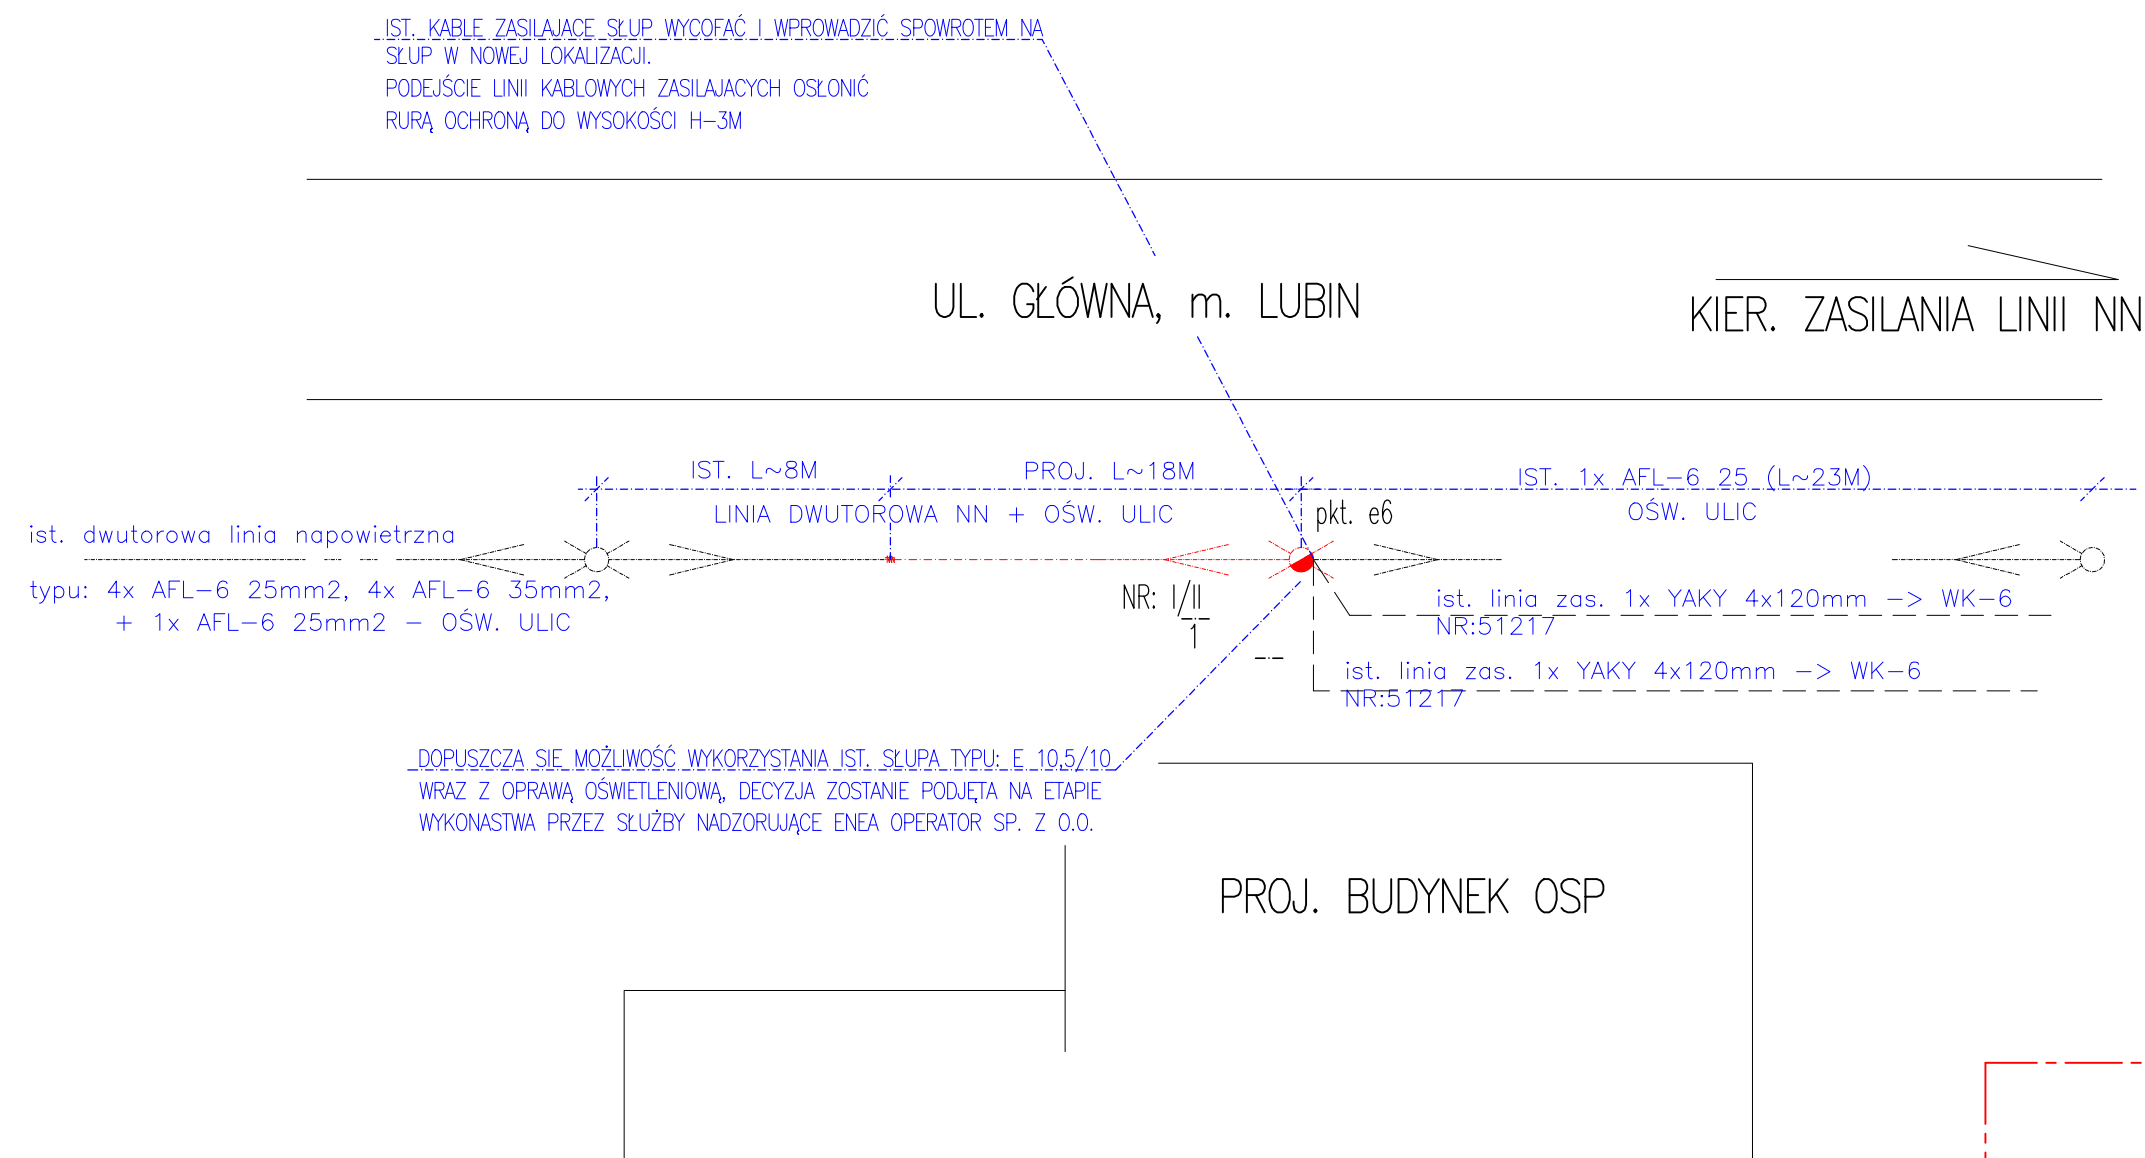 IST. KABLE ZASILAJACE SŁUP WYCOFAĆ I WPROWADZIĆ SPOWROTEM NA
SŁUP W NOWEJ LOKALIZACJI.
PODEJŚCIE LINII KABLOWYCH ZASILAJACYCH OSŁONIĆ
RURĄ OCHRONĄ DO WYSOKOŚCI H-3M
UL. GŁÓWNA, m. LUBIN
KIER. ZASILANIA LINII NN
IST. L~8M
PROJ. L~18M
IST. 1x AFL-6 25 (L~23M)
LINIA DWUTOROWA NN + OŚW. ULIC
OŚW. ULIC
pkt. e6
ist. dwutorowa linia napowietrzna
typu: 4x AFL-6 25mm2, 4x AFL-6 35mm2,
+ 1x AFL-6 25mm2 - OŚW. ULIC
NR: I/II
1
ist. linia zas. 1x YAKY 4x120mm -> WK-6
NR:51217
ist. linia zas. 1x YAKY 4x120mm -> WK-6
NR:51217
DOPUSZCZA SIE MOŻLIWOŚĆ WYKORZYSTANIA IST. SŁUPA TYPU: E 10,5/10
WRAZ Z OPRAWĄ OŚWIETLENIOWĄ, DECYZJA ZOSTANIE PODJĘTA NA ETAPIE
WYKONASTWA PRZEZ SŁUŻBY NADZORUJĄCE ENEA OPERATOR SP. Z O.O.
PROJ. BUDYNEK OSP